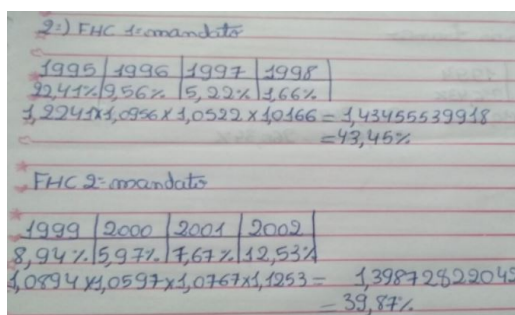 2:) FHC 1º mandato
1995 | 1996 | 1997 | 1998
22,41% | 9,56% | 5,22% | 1,66%
1,2241x1,0956x1,0522x1,0166=1,43455539918
=43,45%
FHC 2º mandato
1999 | 2000 | 2001 | 2002
8,94% | 5,97% | 7,67% | 12,53%
1,0894x1,0597x1,0767x1,1253= 1,39872822049
=39,87%